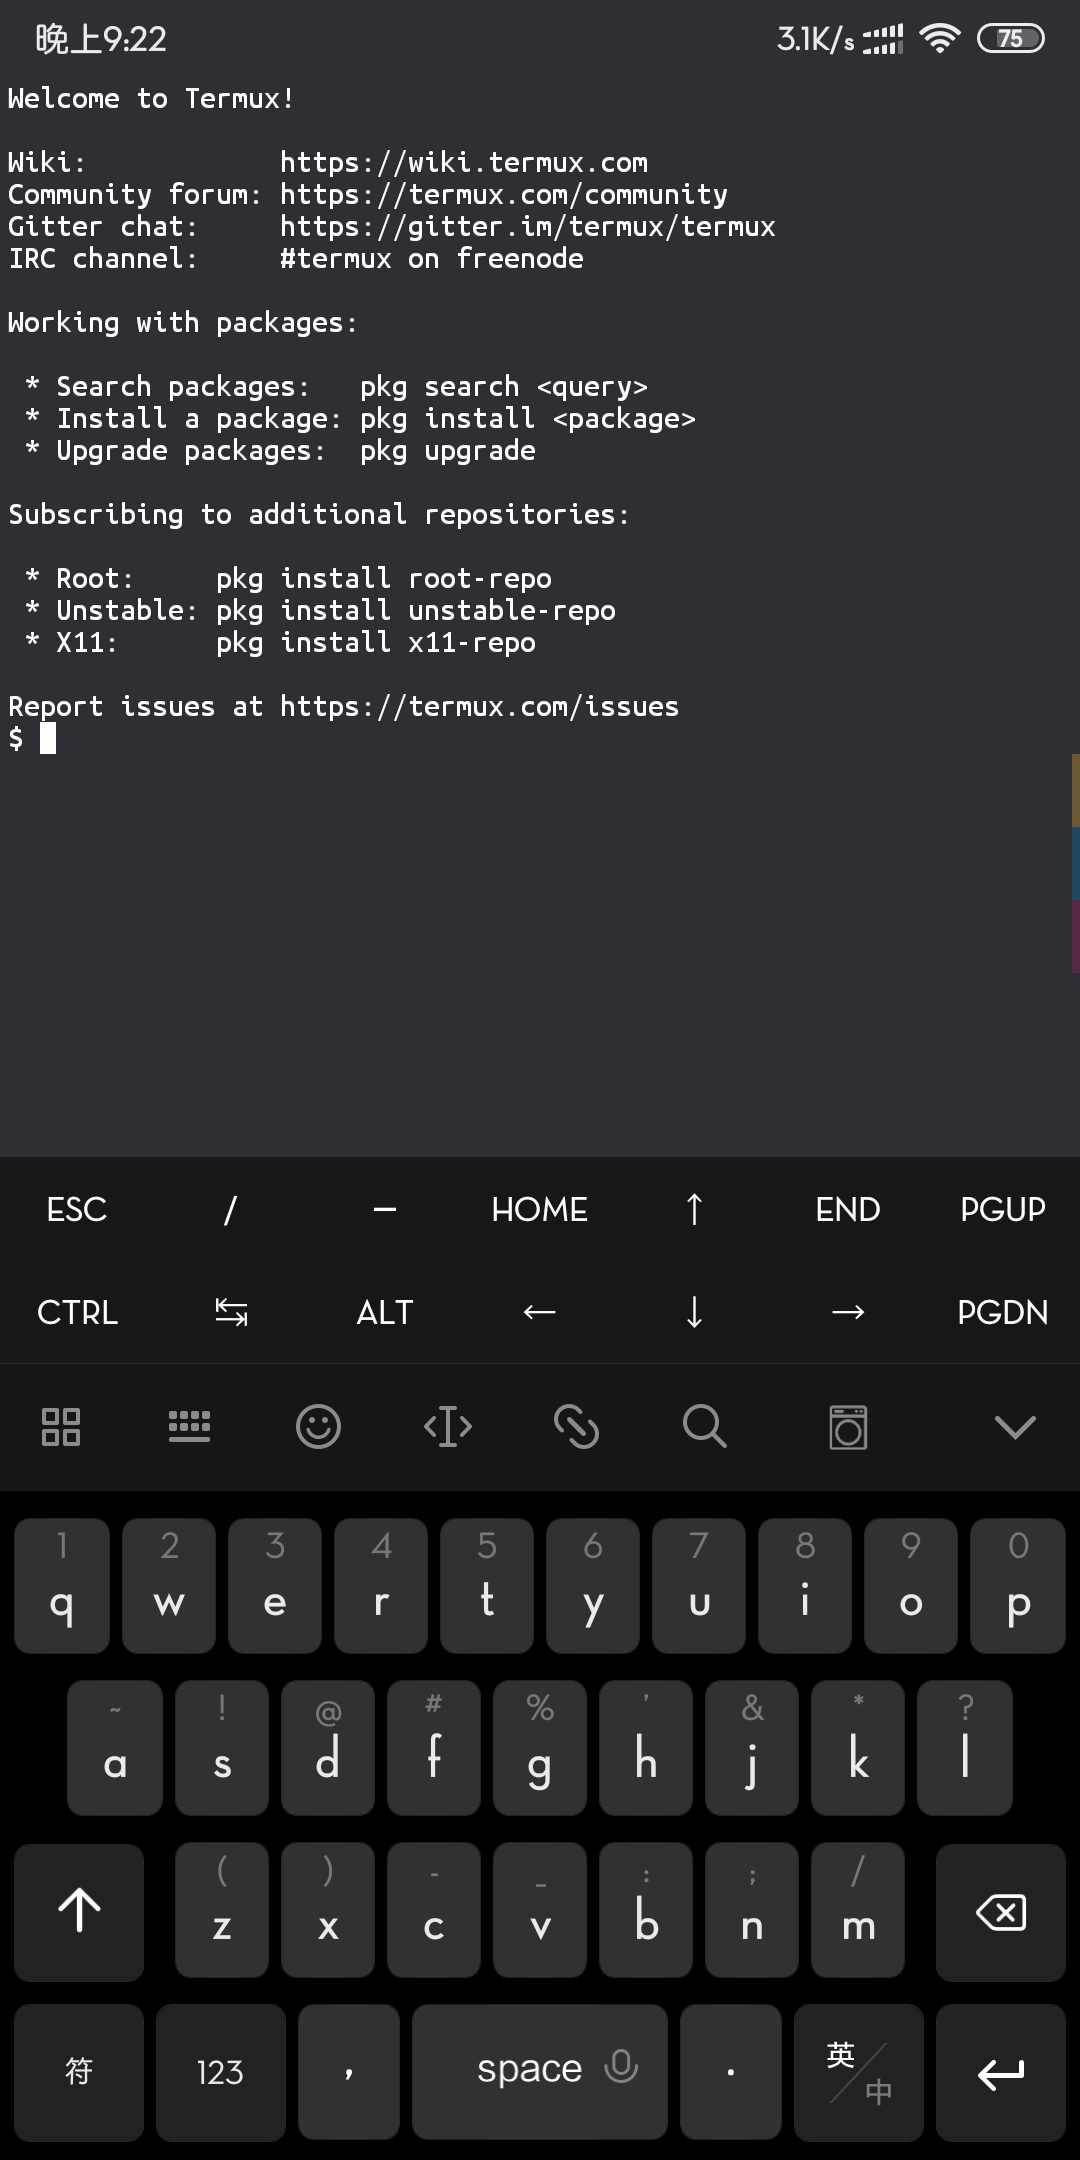 晚上9:22 3.1K/s 75
Welcome to Termux!
Wiki: https://wiki.termux.com
Community forum: https://termux.com/community
Gitter chat: https://gitter.im/termux/termux
IRC channel: #termux on freenode
Working with packages:
* Search packages: pkg search <query>
* Install a package: pkg install <package>
* Upgrade packages: pkg upgrade
Subscribing to additional repositories:
* Root: pkg install root-repo
* Unstable: pkg install unstable-repo
* X11: pkg install x11-repo
Report issues at https://termux.com/issues
$
ESC / − HOME ↑ END PGUP
CTRL ↹ ALT ← ↓ → PGDN
1 2 3 4 5 6 7 8 9 0
q w e r t y u i o p
~ ! @ # % ' & * ?
a s d f g h j k l
( ) - _ : ; /
z x c v b n m
符 123 , space . 英/中